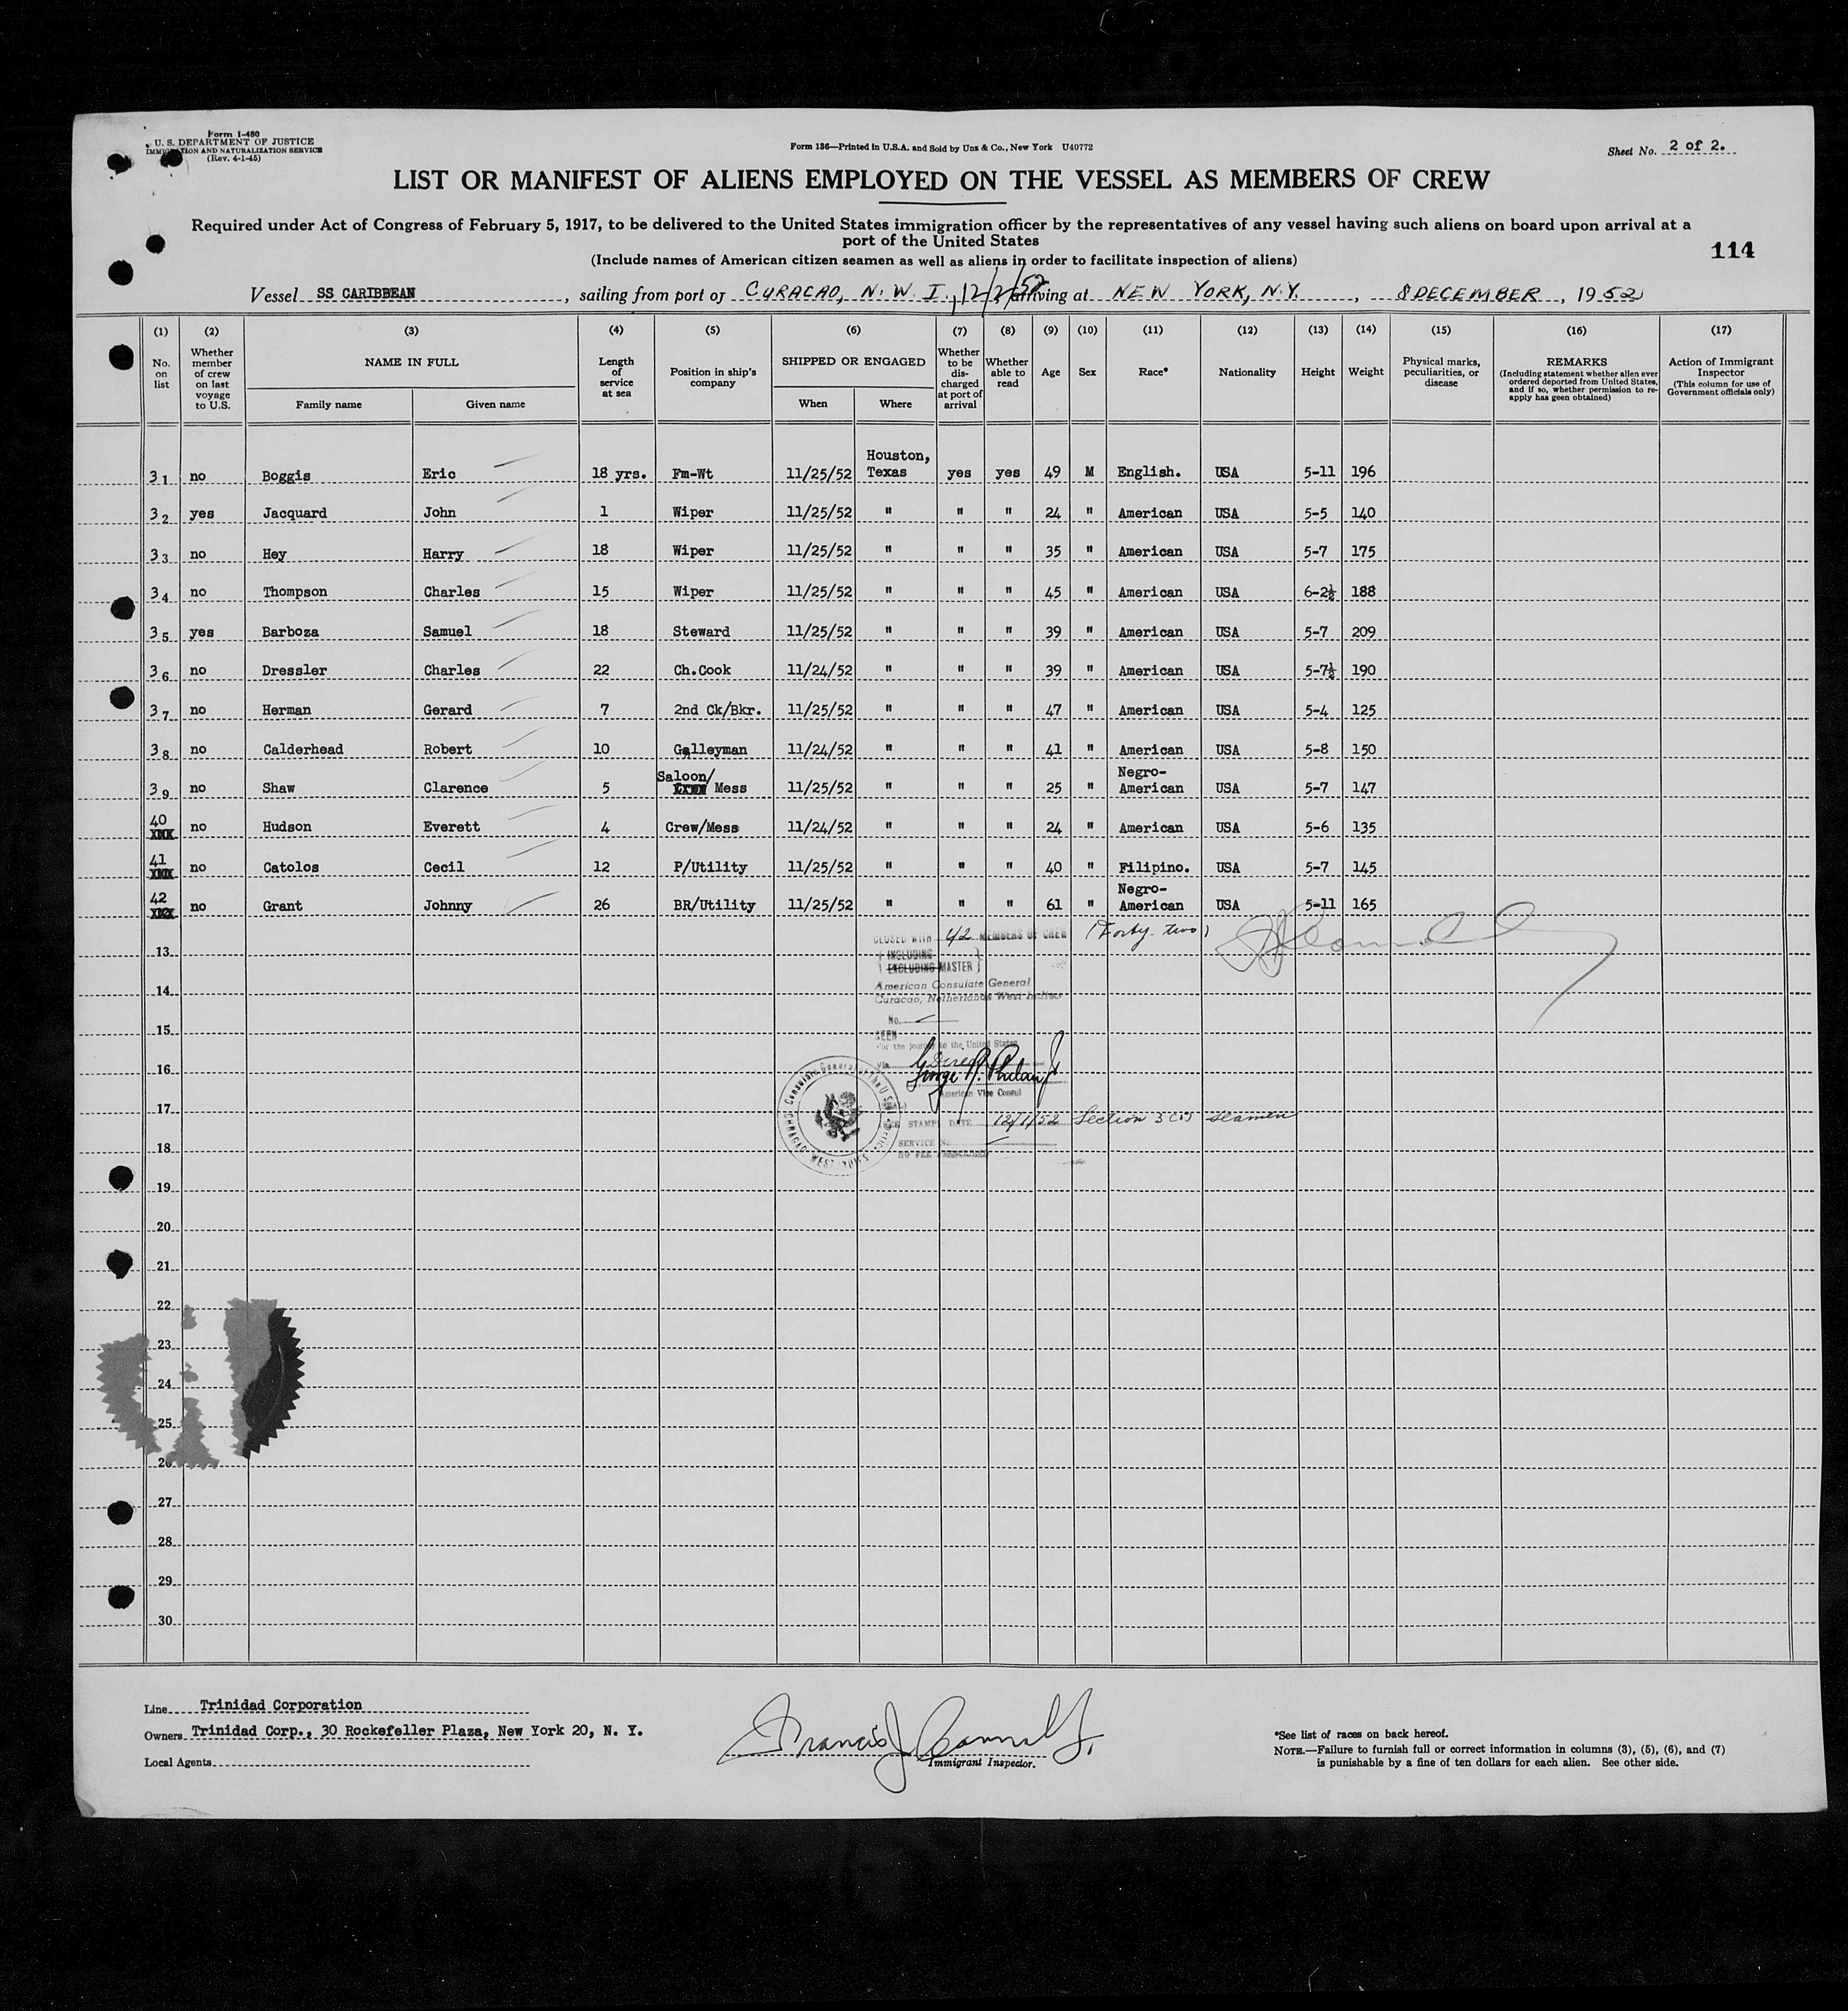 Form I-480
U. S. DEPARTMENT OF JUSTICE
IMMIGRATION AND NATURALIZATION SERVICE
(Rev. 4-1-45)
Form 136—Printed in U.S.A. and Sold by Unz & Co., New York U40772
Sheet No. 2 of 2.
LIST OR MANIFEST OF ALIENS EMPLOYED ON THE VESSEL AS MEMBERS OF CREW
Required under Act of Congress of February 5, 1917, to be delivered to the United States immigration officer by the representatives of any vessel having such aliens on board upon arrival at a
port of the United States
114
(Include names of American citizen seamen as well as aliens in order to facilitate inspection of aliens)
Vessel SS CARIBBEAN, sailing from port of CURACAO, N. W. I., 12/2/52 arriving at NEW YORK, N.Y., 8 DECEMBER, 1952
(1) (2) (3) (4) (5) (6) (7) (8) (9) (10) (11) (12) (13) (14) (15) (16) (17)
No. on list
Whether member of crew on last voyage to U.S.
NAME IN FULL
Family name
Given name
Length of service at sea
Position in ship's company
SHIPPED OR ENGAGED
When
Where
Whether to be discharged at port of arrival
Whether able to read
Age
Sex
Race*
Nationality
Height
Weight
Physical marks, peculiarities, or disease
REMARKS
(Including statement whether alien ever ordered deported from United States, and if so, whether permission to re-apply has geen obtained)
Action of Immigrant Inspector
(This column for use of Government officials only)
31 no Boggis Eric 18 yrs. Fm-Wt 11/25/52 Houston, Texas yes yes 49 M English. USA 5-11 196
32 yes Jacquard John 1 Wiper 11/25/52 " " " 24 " American USA 5-5 140
33 no Hey Harry 18 Wiper 11/25/52 " " " 35 " American USA 5-7 175
34 no Thompson Charles 15 Wiper 11/25/52 " " " 45 " American USA 6-2½ 188
35 yes Barboza Samuel 18 Steward 11/25/52 " " " 39 " American USA 5-7 209
36 no Dressler Charles 22 Ch.Cook 11/24/52 " " " 39 " American USA 5-7½ 190
37 no Herman Gerard 7 2nd Ck/Bkr. 11/25/52 " " " 47 " American USA 5-4 125
38 no Calderhead Robert 10 Galleyman 11/24/52 " " " 41 " American USA 5-8 150
39 no Shaw Clarence 5 Saloon/ Mess 11/25/52 " " " 25 " Negro-American USA 5-7 147
40 no Hudson Everett 4 Crew/Mess 11/24/52 " " " 24 " American USA 5-6 135
41 no Catolos Cecil 12 P/Utility 11/25/52 " " " 40 " Filipino. USA 5-7 145
42 no Grant Johnny 26 BR/Utility 11/25/52 " " " 61 " Negro-American USA 5-11 165
CLOSED WITH 42 MEMBERS OF CREW (Forty-two)
13
INCLUDING
EXCLUDING MASTER
American Consulate General
14
Curacao, Netherlands West Indies
No.
15
SEEN
For the journey to the United States
Via Direct
16
George R. Phelan Jr
American Vice Consul
17
STAMP DATE 12/1/52 Section 3 (5) seamen
SERVICE No.
18
NO FEE PRESCRIBED
19
20
21
22
23
24
25
26
27
28
29
30
Line Trinidad Corporation
Owners Trinidad Corp., 30 Rockefeller Plaza, New York 20, N. Y.
Local Agents
Francis J
Immigrant Inspector.
*See list of races on back hereof.
NOTE.—Failure to furnish full or correct information in columns (3), (5), (6), and (7)
is punishable by a fine of ten dollars for each alien. See other side.